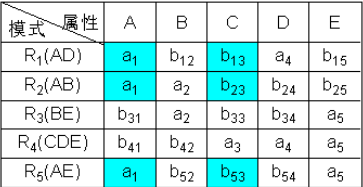 属性 A B C D E
模式
R₁(AD) a₁ b₁₂ b₁₃ a₄ b₁₅
R₂(AB) a₁ a₂ b₂₃ b₂₄ b₂₅
R₃(BE) b₃₁ a₂ b₃₃ b₃₄ a₅
R₄(CDE) b₄₁ b₄₂ a₃ a₄ a₅
R₅(AE) a₁ b₅₂ b₅₃ b₅₄ a₅